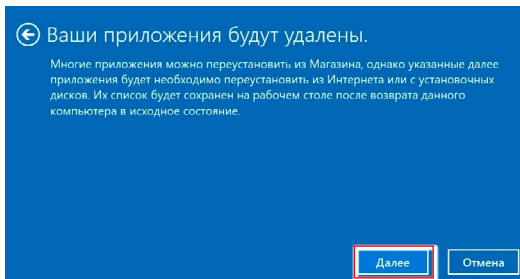 Ваши приложения будут удалены.
Многие приложения можно переустановить из Магазина, однако указанные далее
приложения будет необходимо переустановить из Интернета или с установочных
дисков. Их список будет сохранен на рабочем столе после возврата данного
компьютера в исходное состояние.
Далее
Отмена